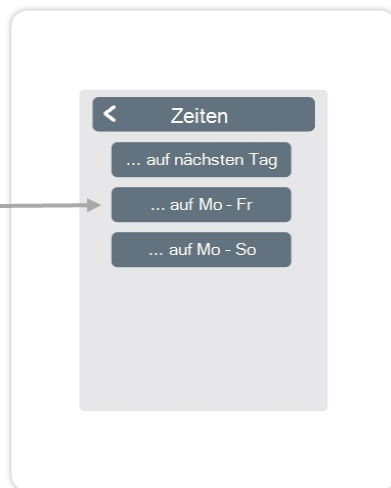 Zeiten
... auf nächsten Tag
... auf Mo - Fr
... auf Mo - So